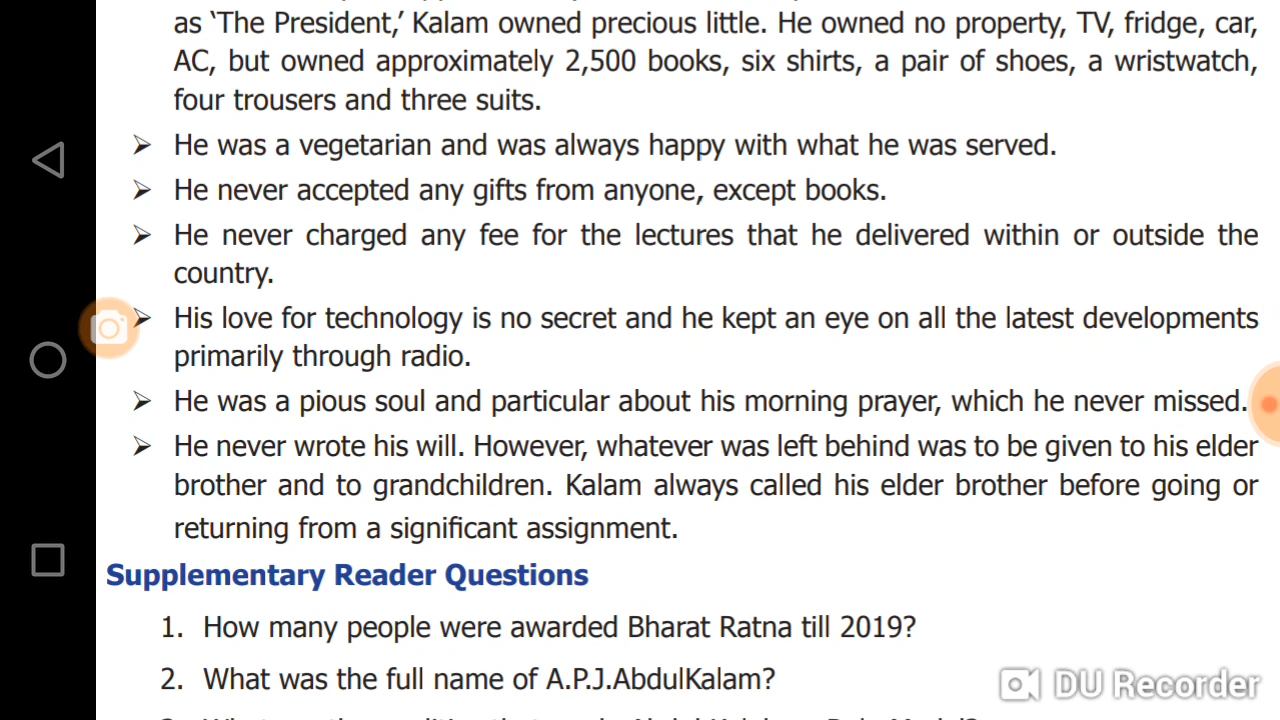 as ‘The President,’ Kalam owned precious little. He owned no property, TV, fridge, car,
AC, but owned approximately 2,500 books, six shirts, a pair of shoes, a wristwatch,
four trousers and three suits.
➢ He was a vegetarian and was always happy with what he was served.
➢ He never accepted any gifts from anyone, except books.
➢ He never charged any fee for the lectures that he delivered within or outside the
country.
➢ His love for technology is no secret and he kept an eye on all the latest developments
primarily through radio.
➢ He was a pious soul and particular about his morning prayer, which he never missed.
➢ He never wrote his will. However, whatever was left behind was to be given to his elder
brother and to grandchildren. Kalam always called his elder brother before going or
returning from a significant assignment.
Supplementary Reader Questions
1. How many people were awarded Bharat Ratna till 2019?
2. What was the full name of A.P.J.AbdulKalam?
DU Recorder